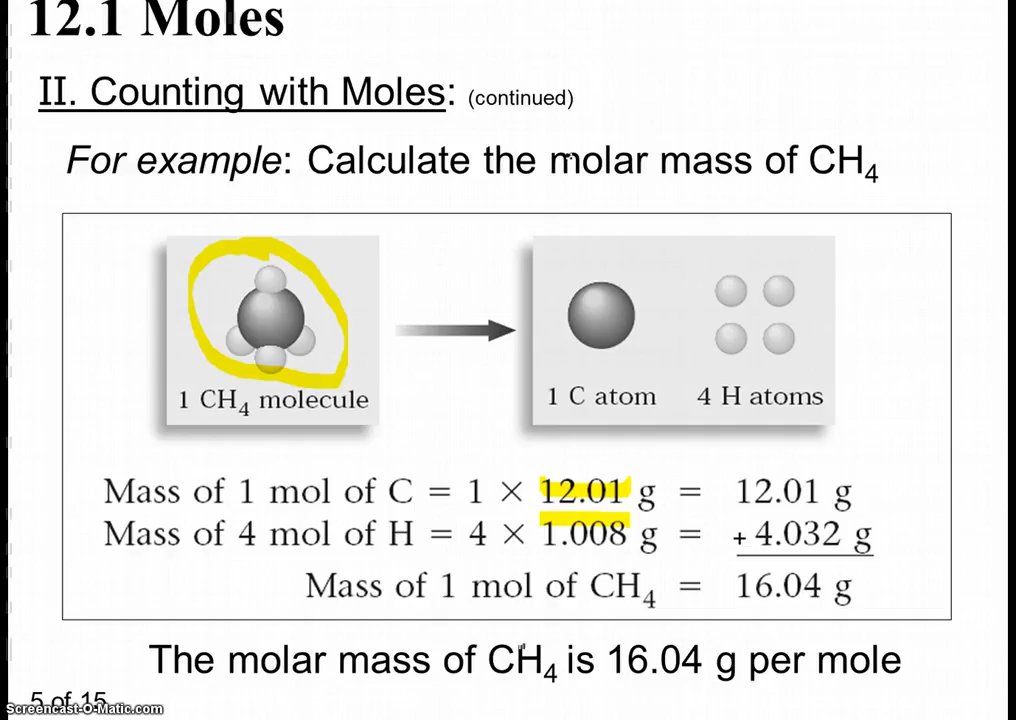 12.1 Moles
II. Counting with Moles: (continued)
For example: Calculate the molar mass of CH₄
1 CH₄ molecule
1 C atom 4 H atoms
Mass of 1 mol of C = 1 × 12.01 g = 12.01 g
Mass of 4 mol of H = 4 × 1.008 g = + 4.032 g
Mass of 1 mol of CH₄ = 16.04 g
The molar mass of CH₄ is 16.04 g per mole
5 of 15
Screencast-O-Matic.com